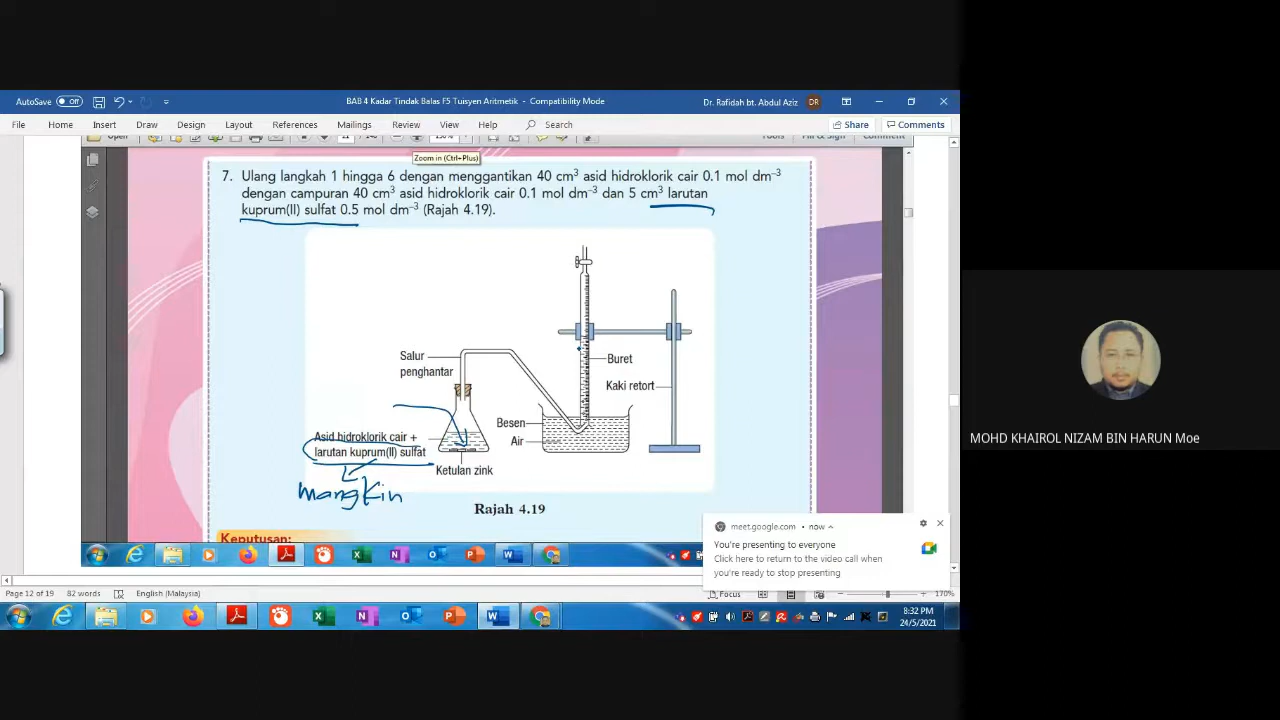 AutoSave Off
BAB 4 Kadar Tindak Balas F5 Tuisyen Aritmetik - Compatibility Mode
Dr. Rafidah bt. Abdul Aziz DR
File Home Insert Draw Design Layout References Mailings Review View Help Search
Share Comments
Open
Tools Fill & Sign Comment
Zoom in (Ctrl+Plus)
7. Ulang langkah 1 hingga 6 dengan menggantikan 40 cm³ asid hidroklorik cair 0.1 mol dm⁻³
dengan campuran 40 cm³ asid hidroklorik cair 0.1 mol dm⁻³ dan 5 cm³ larutan
kuprum(II) sulfat 0.5 mol dm⁻³ (Rajah 4.19).
Salur
penghantar
Buret
Kaki retort
Besen
Air
Asid hidroklorik cair +
larutan kuprum(II) sulfat
Ketulan zink
mangkin
Rajah 4.19
Keputusan:
meet.google.com • now
You're presenting to everyone
Click here to return to the video call when
you're ready to stop presenting
Page 12 of 19 82 words English (Malaysia)
Focus
170%
8:32 PM
24/5/2021
MOHD KHAIROL NIZAM BIN HARUN Moe